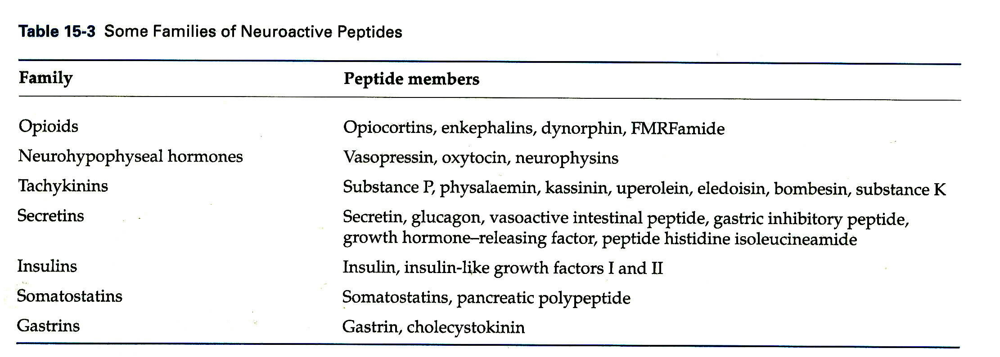 Table 15-3 Some Families of Neuroactive Peptides
Family Peptide members
Opioids Opiocortins, enkephalins, dynorphin, FMRFamide
Neurohypophyseal hormones Vasopressin, oxytocin, neurophysins
Tachykinins Substance P, physalaemin, kassinin, uperolein, eledoisin, bombesin, substance K
Secretins Secretin, glucagon, vasoactive intestinal peptide, gastric inhibitory peptide,
growth hormone–releasing factor, peptide histidine isoleucineamide
Insulins Insulin, insulin-like growth factors I and II
Somatostatins Somatostatins, pancreatic polypeptide
Gastrins Gastrin, cholecystokinin